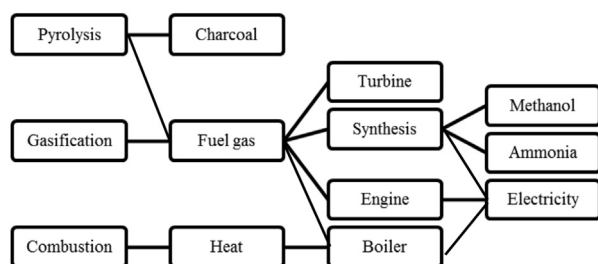 Pyrolysis
Charcoal
Turbine
Methanol
Synthesis
Gasification
Fuel gas
Ammonia
Engine
Electricity
Combustion
Heat
Boiler